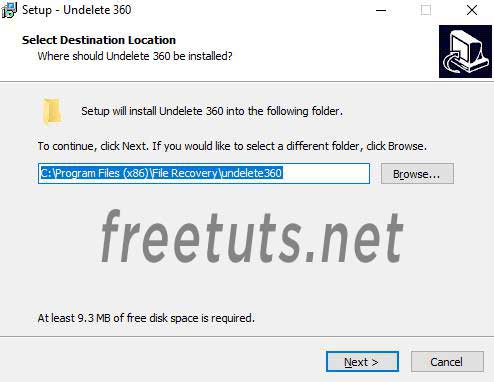 Setup - Undelete 360
Select Destination Location
Where should Undelete 360 be installed?
Setup will install Undelete 360 into the following folder.
To continue, click Next. If you would like to select a different folder, click Browse.
C:\Program Files (x86)\File Recovery\undelete360
Browse...
freetuts.net
At least 9.3 MB of free disk space is required.
Next >
Cancel